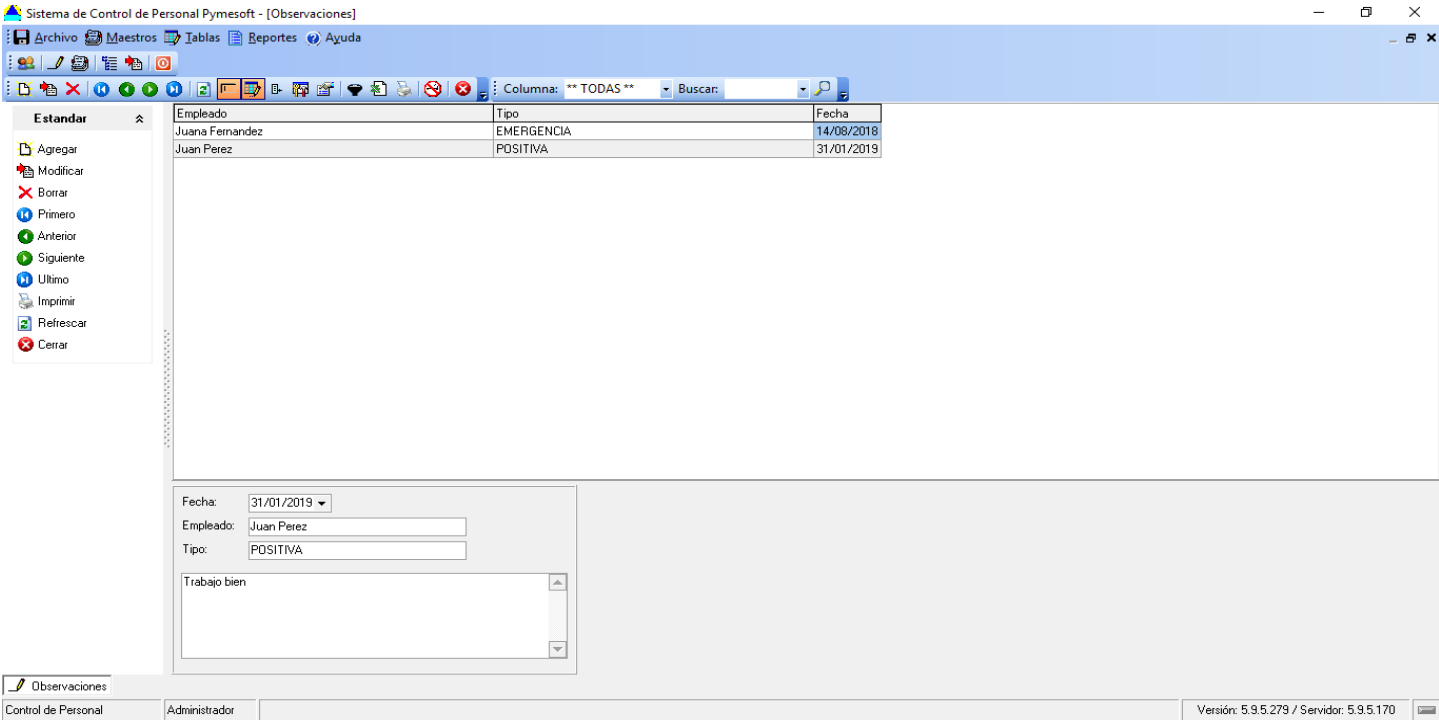 Sistema de Control de Personal Pymesoft - [Observaciones]
Archivo Maestros Tablas Reportes Ayuda
Columna: ** TODAS ** Buscar:
Estandar
Agregar
Modificar
Borrar
Primero
Anterior
Siguiente
Ultimo
Imprimir
Refrescar
Cerrar
Empleado Tipo Fecha
Juana Fernandez EMERGENCIA 14/08/2018
Juan Perez POSITIVA 31/01/2019
Fecha: 31/01/2019
Empleado: Juan Perez
Tipo: POSITIVA
Trabajo bien
Observaciones
Control de Personal Administrador Versión: 5.9.5.279 / Servidor: 5.9.5.170